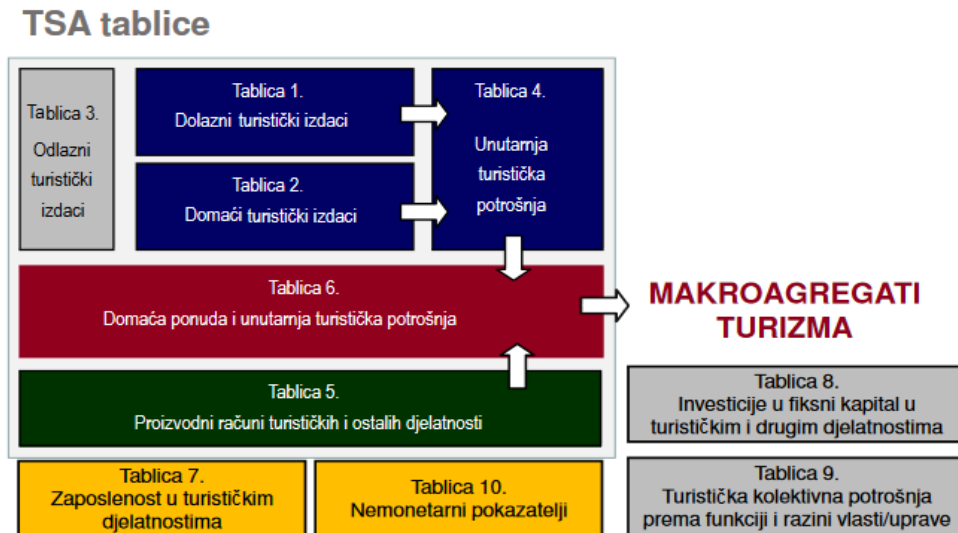 TSA tablice
Tablica 3.
Odlazni
turistički
izdaci
Tablica 1.
Dolazni turistički izdaci
Tablica 2.
Domaći turistički izdaci
Tablica 4.
Unutarnja
turistička
potrošnja
Tablica 6.
Domaća ponuda i unutarnja turistička potrošnja
MAKROAGREGATI
TURIZMA
Tablica 5.
Proizvodni računi turističkih i ostalih djelatnosti
Tablica 8.
Investicije u fiksni kapital u
turističkim i drugim djelatnostima
Tablica 7.
Zaposlenost u turističkim
djelatnostima
Tablica 10.
Nemonetarni pokazatelji
Tablica 9.
Turistička kolektivna potrošnja
prema funkciji i razini vlasti/uprave